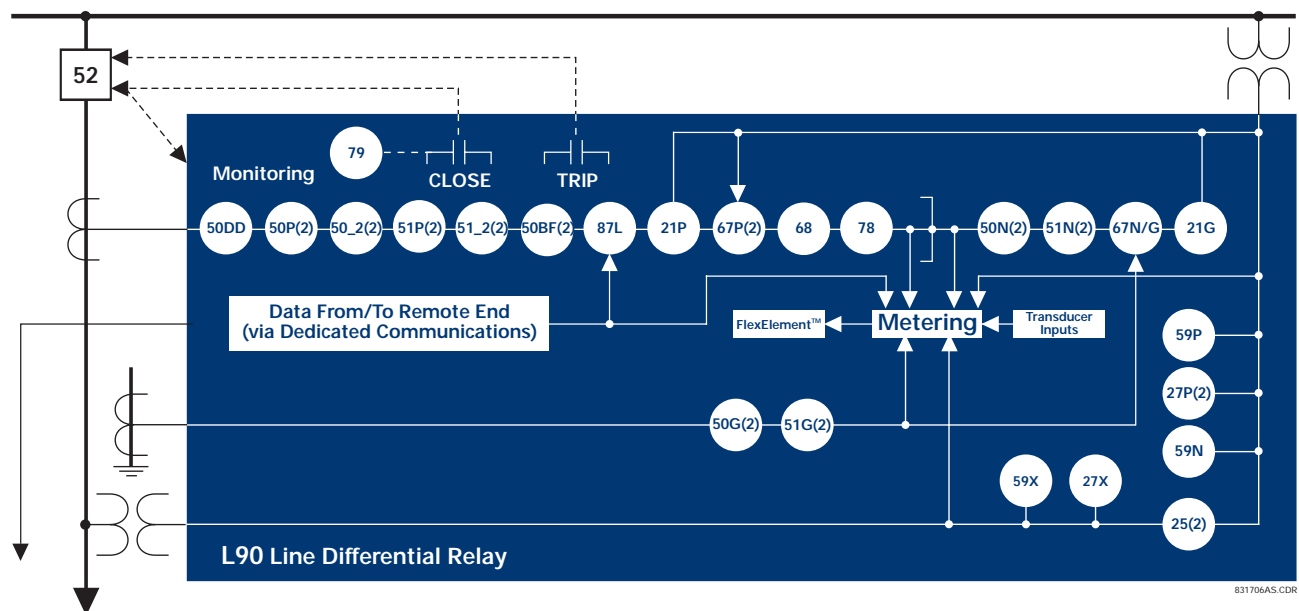 52
79
Monitoring
CLOSE
TRIP
50DD
50P(2)
50_2(2)
51P(2)
51_2(2)
50BF(2)
87L
21P
67P(2)
68
78
50N(2)
51N(2)
67N/G
21G
Data From/To Remote End
(via Dedicated Communications)
FlexElement™
Metering
Transducer
Inputs
59P
27P(2)
50G(2)
51G(2)
59N
59X
27X
25(2)
L90 Line Differential Relay
831706AS.CDR